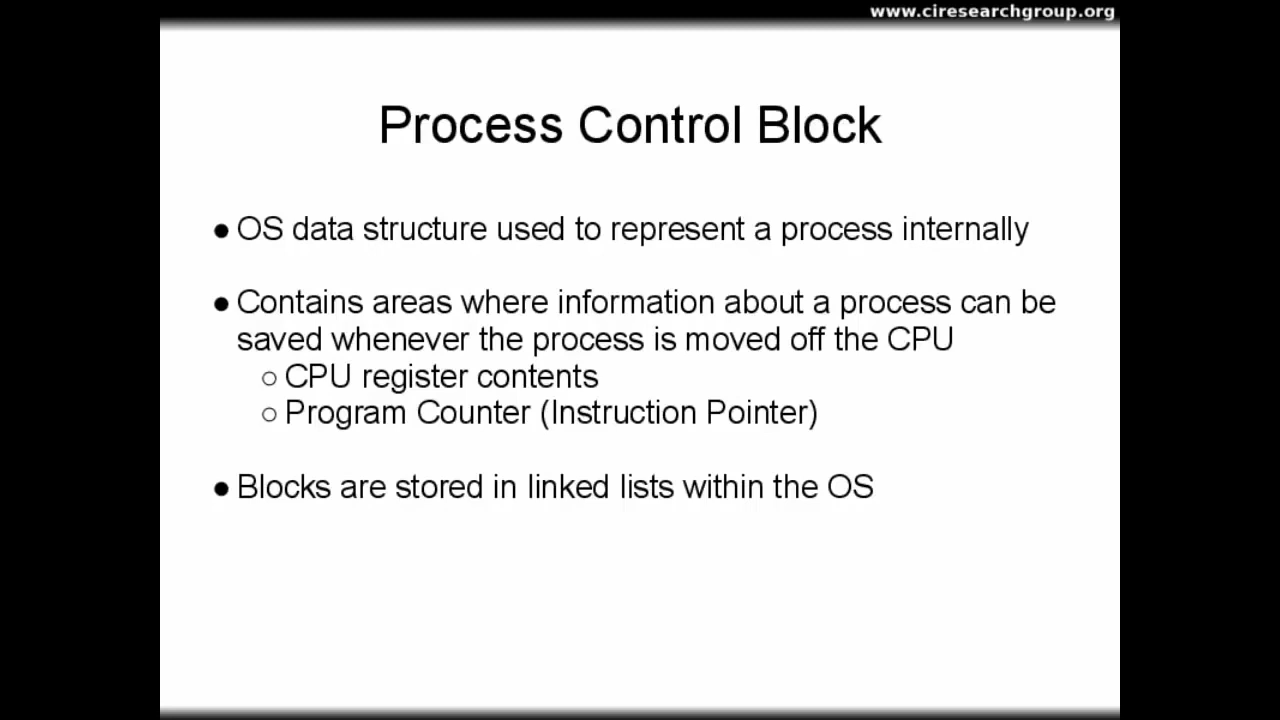 www.ciresearchgroup.org
Process Control Block
● OS data structure used to represent a process internally
● Contains areas where information about a process can be
saved whenever the process is moved off the CPU
○ CPU register contents
○ Program Counter (Instruction Pointer)
● Blocks are stored in linked lists within the OS